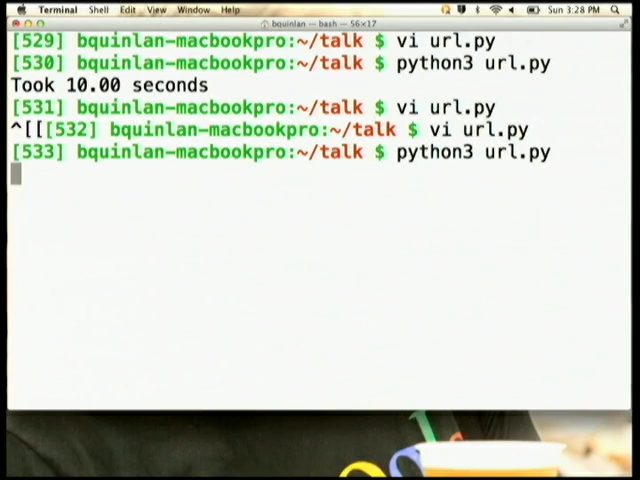 Terminal Shell Edit View Window Help Sun 3:28 PM
bquinlan — bash — 56×17
[529] bquinlan-macbookpro:~/talk $ vi url.py
[530] bquinlan-macbookpro:~/talk $ python3 url.py
Took 10.00 seconds
[531] bquinlan-macbookpro:~/talk $ vi url.py
^[[[532] bquinlan-macbookpro:~/talk $ vi url.py
[533] bquinlan-macbookpro:~/talk $ python3 url.py